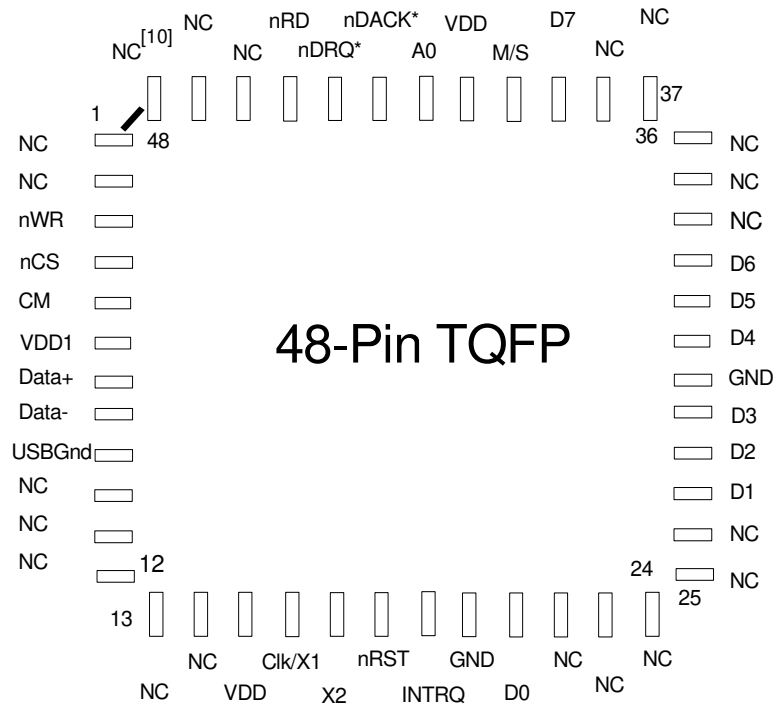 NC[10] NC NC nRD nDRQ* nDACK* A0 VDD M/S D7 NC NC
1
48
37
36
NC
NC
nWR
nCS
CM
VDD1
Data+
Data-
USBGnd
NC
NC
NC
48-Pin TQFP
NC
NC
NC
D6
D5
D4
GND
D3
D2
D1
NC
NC
12
13
24
25
NC NC VDD Clk/X1 X2 nRST INTRQ GND D0 NC NC NC